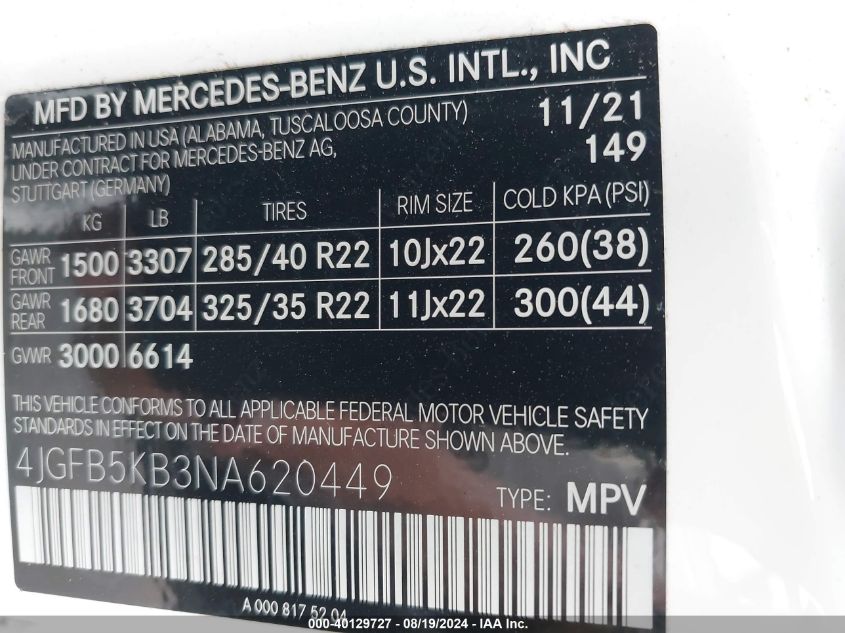 MFD BY MERCEDES-BENZ U.S. INTL., INC
MANUFACTURED IN USA (ALABAMA, TUSCALOOSA COUNTY) 11/21
UNDER CONTRACT FOR MERCEDES-BENZ AG, 149
STUTTGART (GERMANY)
KG LB TIRES RIM SIZE COLD KPA (PSI)
GAWR FRONT 1500 3307 285/40 R22 10Jx22 260(38)
GAWR REAR 1680 3704 325/35 R22 11Jx22 300(44)
GVWR 3000 6614
THIS VEHICLE CONFORMS TO ALL APPLICABLE FEDERAL MOTOR VEHICLE SAFETY
STANDARDS IN EFFECT ON THE DATE OF MANUFACTURE SHOWN ABOVE.
4JGFB5KB3NA620449
TYPE: MPV
A 000 817 52 04
000-40129727 - 08/19/2024 - IAA Inc.